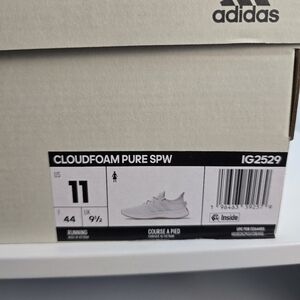 adidas
CLOUDFOAM PURE SPW
IG2529
US
11
F
44
UK
9½
Inside
RUNNING
COURSE A PIED